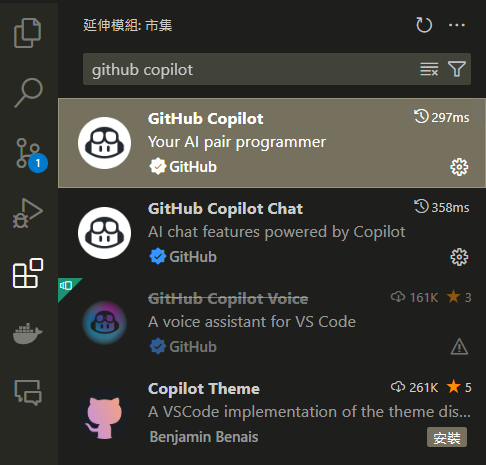 延伸模組: 市集
github copilot
GitHub Copilot 297ms
Your AI pair programmer
GitHub
1
GitHub Copilot Chat 358ms
AI chat features powered by Copilot
GitHub
GitHub Copilot Voice 161K 3
A voice assistant for VS Code
GitHub
Copilot Theme 261K 5
A VSCode implementation of the theme dis...
Benjamin Benais 安裝